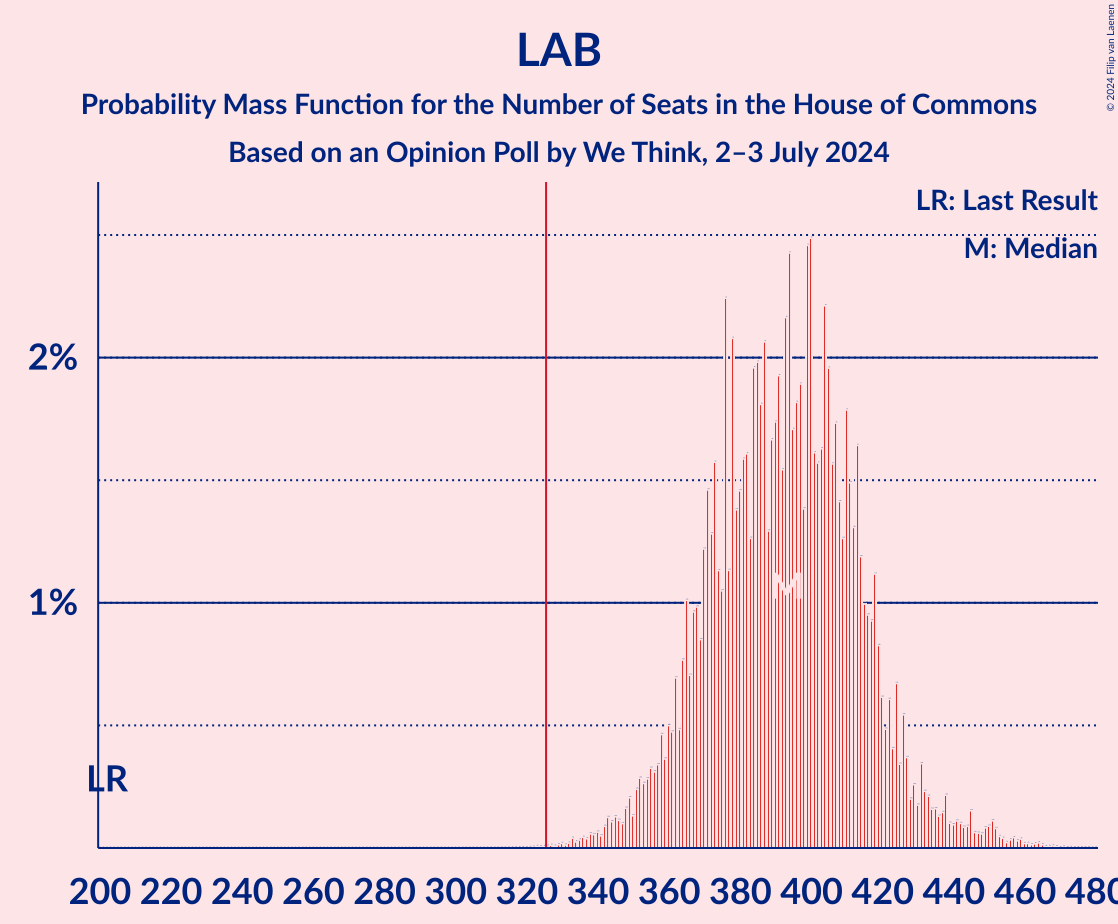 LAB
Probability Mass Function for the Number of Seats in the House of Commons
Based on an Opinion Poll by We Think, 2–3 July 2024
© 2024 Filip van Laenen
LR: Last Result
M: Median
2%
1%
M
LR
200 220 240 260 280 300 320 340 360 380 400 420 440 460 480